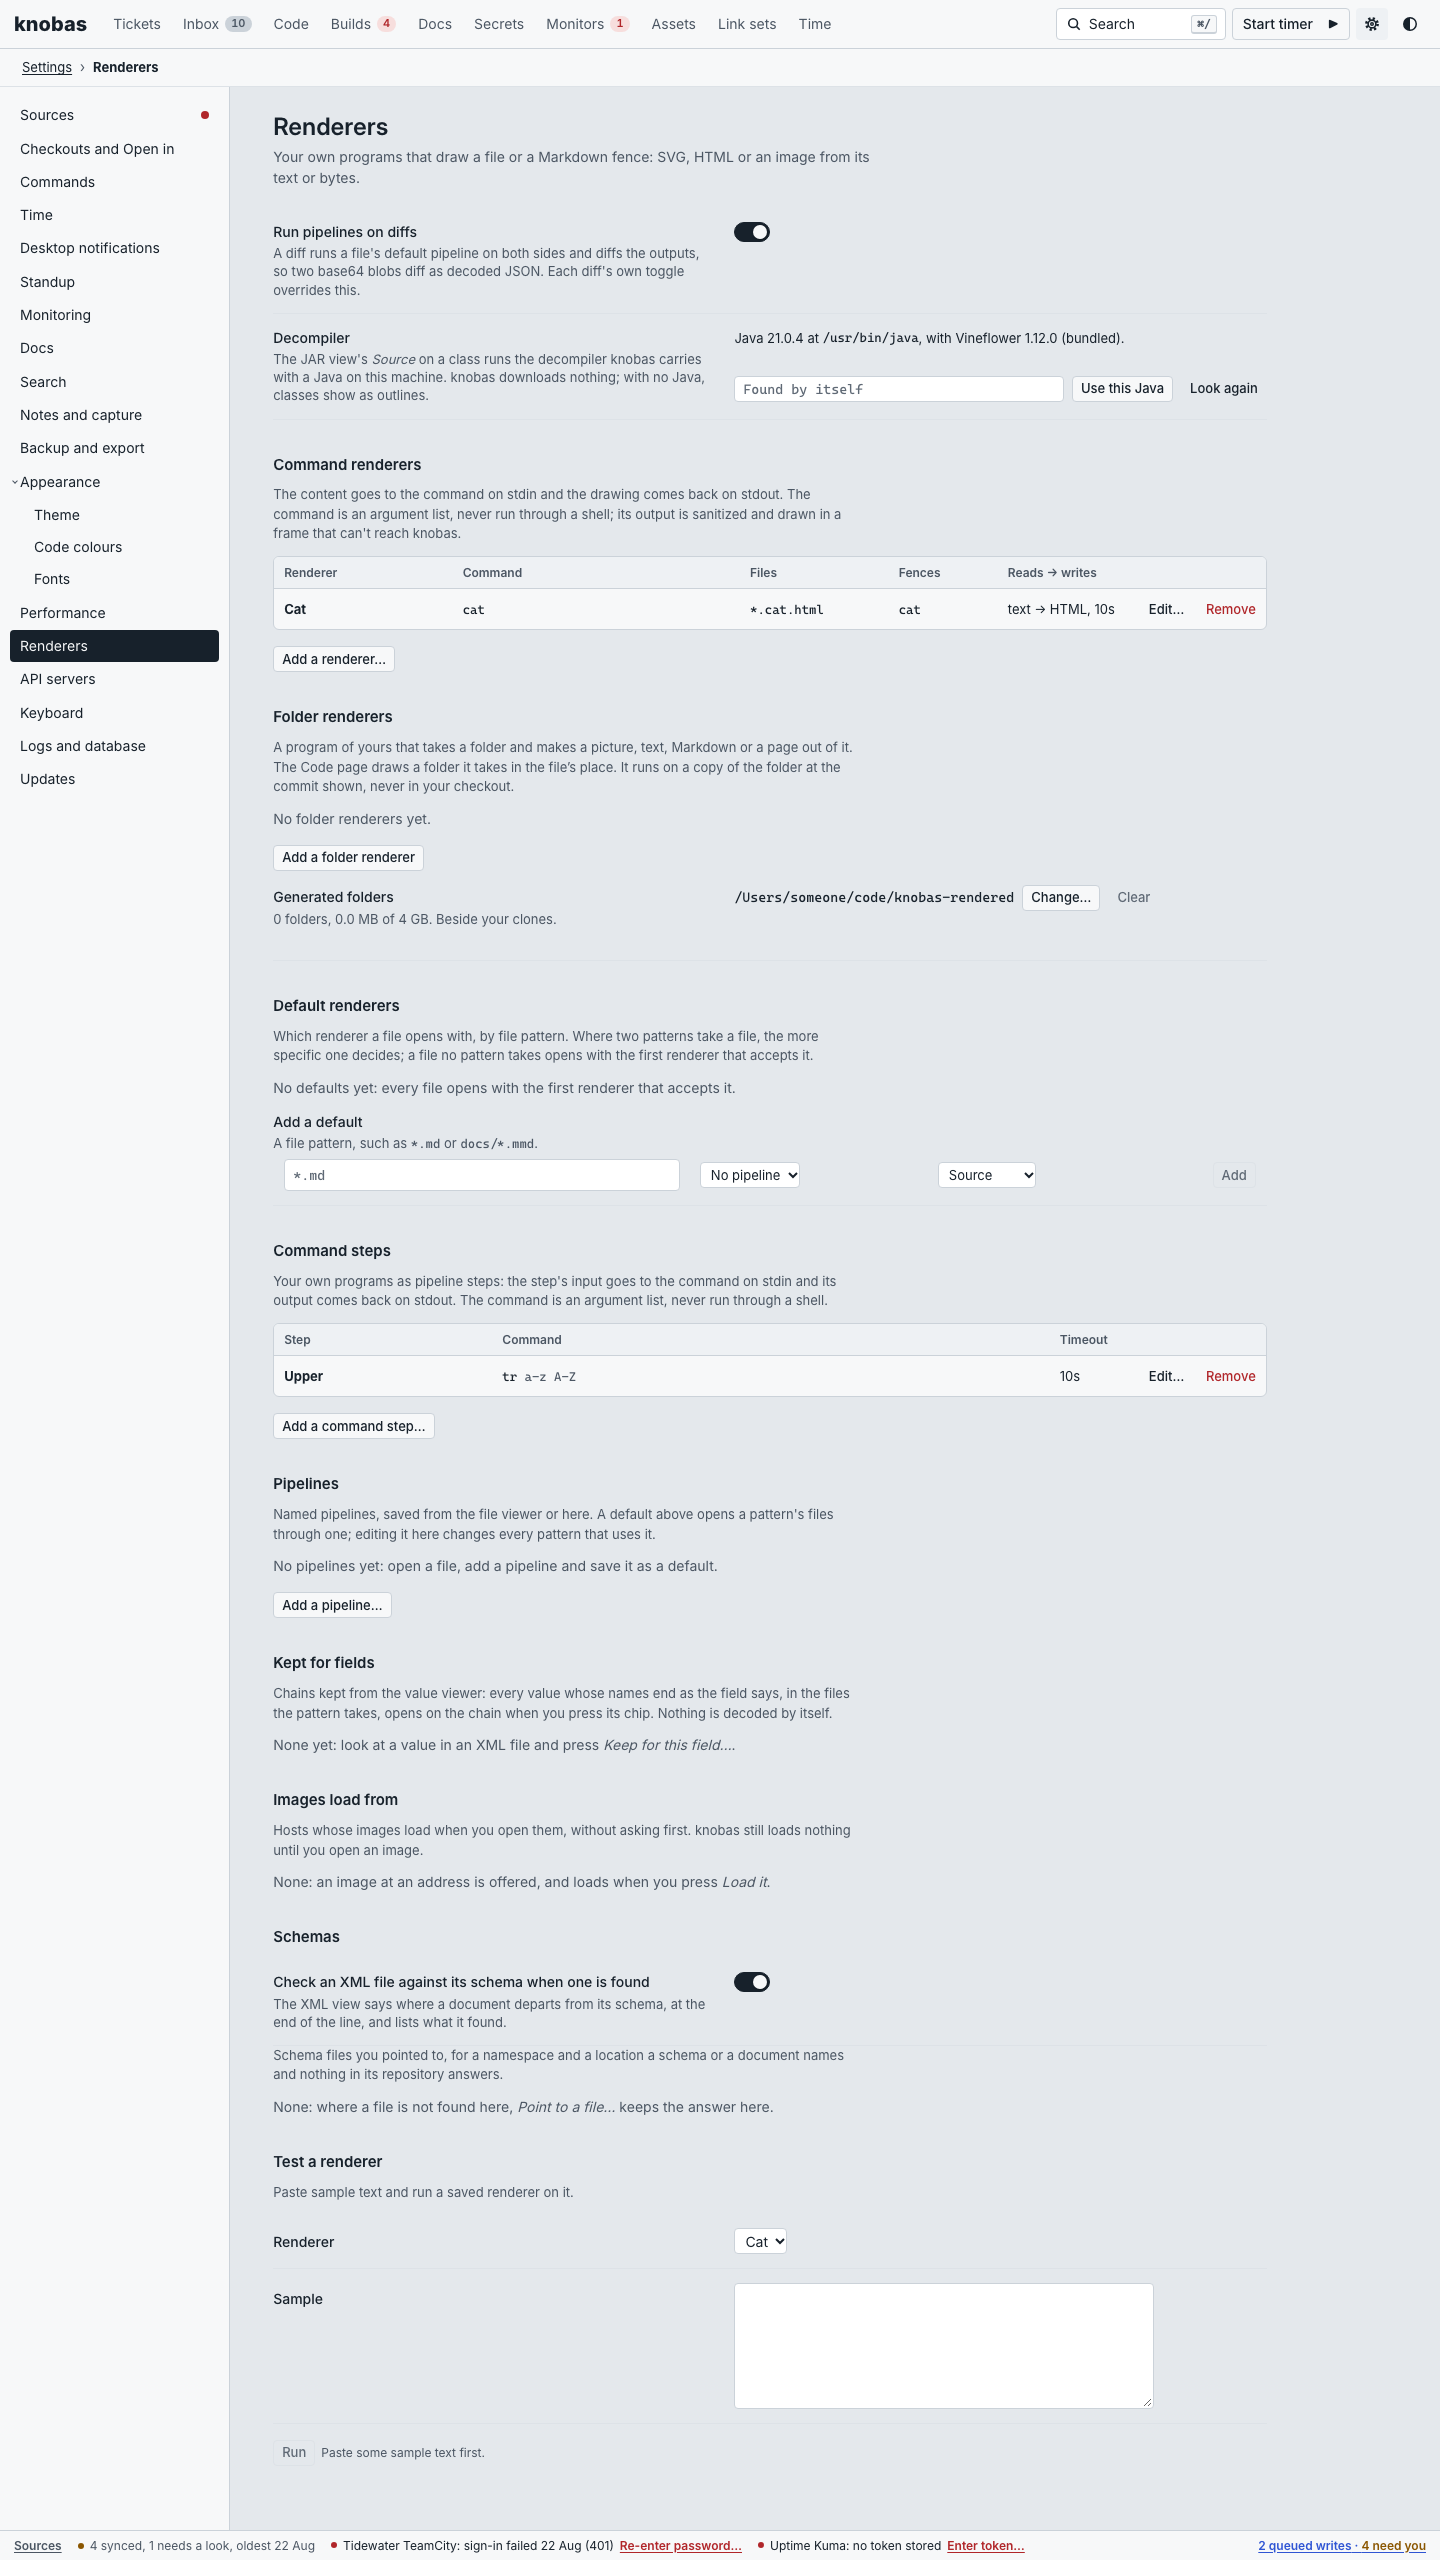 knobas Tickets Inbox 10 Code Builds 4 Docs Secrets Monitors 1 Assets Link sets Time Search ⌘/ Start timer
Settings › Renderers
Sources
Checkouts and Open in
Commands
Time
Desktop notifications
Standup
Monitoring
Docs
Search
Notes and capture
Backup and export
Appearance
Theme
Code colours
Fonts
Performance
Renderers
API servers
Keyboard
Logs and database
Updates
Renderers
Your own programs that draw a file or a Markdown fence: SVG, HTML or an image from its
text or bytes.
Run pipelines on diffs
A diff runs a file's default pipeline on both sides and diffs the outputs,
so two base64 blobs diff as decoded JSON. Each diff's own toggle
overrides this.
Decompiler
The JAR view's Source on a class runs the decompiler knobas carries
with a Java on this machine. knobas downloads nothing; with no Java,
classes show as outlines.
Java 21.0.4 at /usr/bin/java, with Vineflower 1.12.0 (bundled).
Found by itself Use this Java Look again
Command renderers
The content goes to the command on stdin and the drawing comes back on stdout. The
command is an argument list, never run through a shell; its output is sanitized and drawn in a
frame that can't reach knobas.
Renderer Command Files Fences Reads → writes
Cat cat *.cat.html cat text → HTML, 10s Edit... Remove
Add a renderer...
Folder renderers
A program of yours that takes a folder and makes a picture, text, Markdown or a page out of it.
The Code page draws a folder it takes in the file’s place. It runs on a copy of the folder at the
commit shown, never in your checkout.
No folder renderers yet.
Add a folder renderer
Generated folders
0 folders, 0.0 MB of 4 GB. Beside your clones.
/Users/someone/code/knobas-rendered Change... Clear
Default renderers
Which renderer a file opens with, by file pattern. Where two patterns take a file, the more
specific one decides; a file no pattern takes opens with the first renderer that accepts it.
No defaults yet: every file opens with the first renderer that accepts it.
Add a default
A file pattern, such as *.md or docs/*.mmd.
*.md No pipeline Source Add
Command steps
Your own programs as pipeline steps: the step's input goes to the command on stdin and its
output comes back on stdout. The command is an argument list, never run through a shell.
Step Command Timeout
Upper tr a-z A-Z 10s Edit... Remove
Add a command step...
Pipelines
Named pipelines, saved from the file viewer or here. A default above opens a pattern's files
through one; editing it here changes every pattern that uses it.
No pipelines yet: open a file, add a pipeline and save it as a default.
Add a pipeline...
Kept for fields
Chains kept from the value viewer: every value whose names end as the field says, in the files
the pattern takes, opens on the chain when you press its chip. Nothing is decoded by itself.
None yet: look at a value in an XML file and press Keep for this field....
Images load from
Hosts whose images load when you open them, without asking first. knobas still loads nothing
until you open an image.
None: an image at an address is offered, and loads when you press Load it.
Schemas
Check an XML file against its schema when one is found
The XML view says where a document departs from its schema, at the
end of the line, and lists what it found.
Schema files you pointed to, for a namespace and a location a schema or a document names
and nothing in its repository answers.
None: where a file is not found here, Point to a file... keeps the answer here.
Test a renderer
Paste sample text and run a saved renderer on it.
Renderer Cat
Sample
Run Paste some sample text first.
Sources 4 synced, 1 needs a look, oldest 22 Aug Tidewater TeamCity: sign-in failed 22 Aug (401) Re-enter password... Uptime Kuma: no token stored Enter token... 2 queued writes · 4 need you